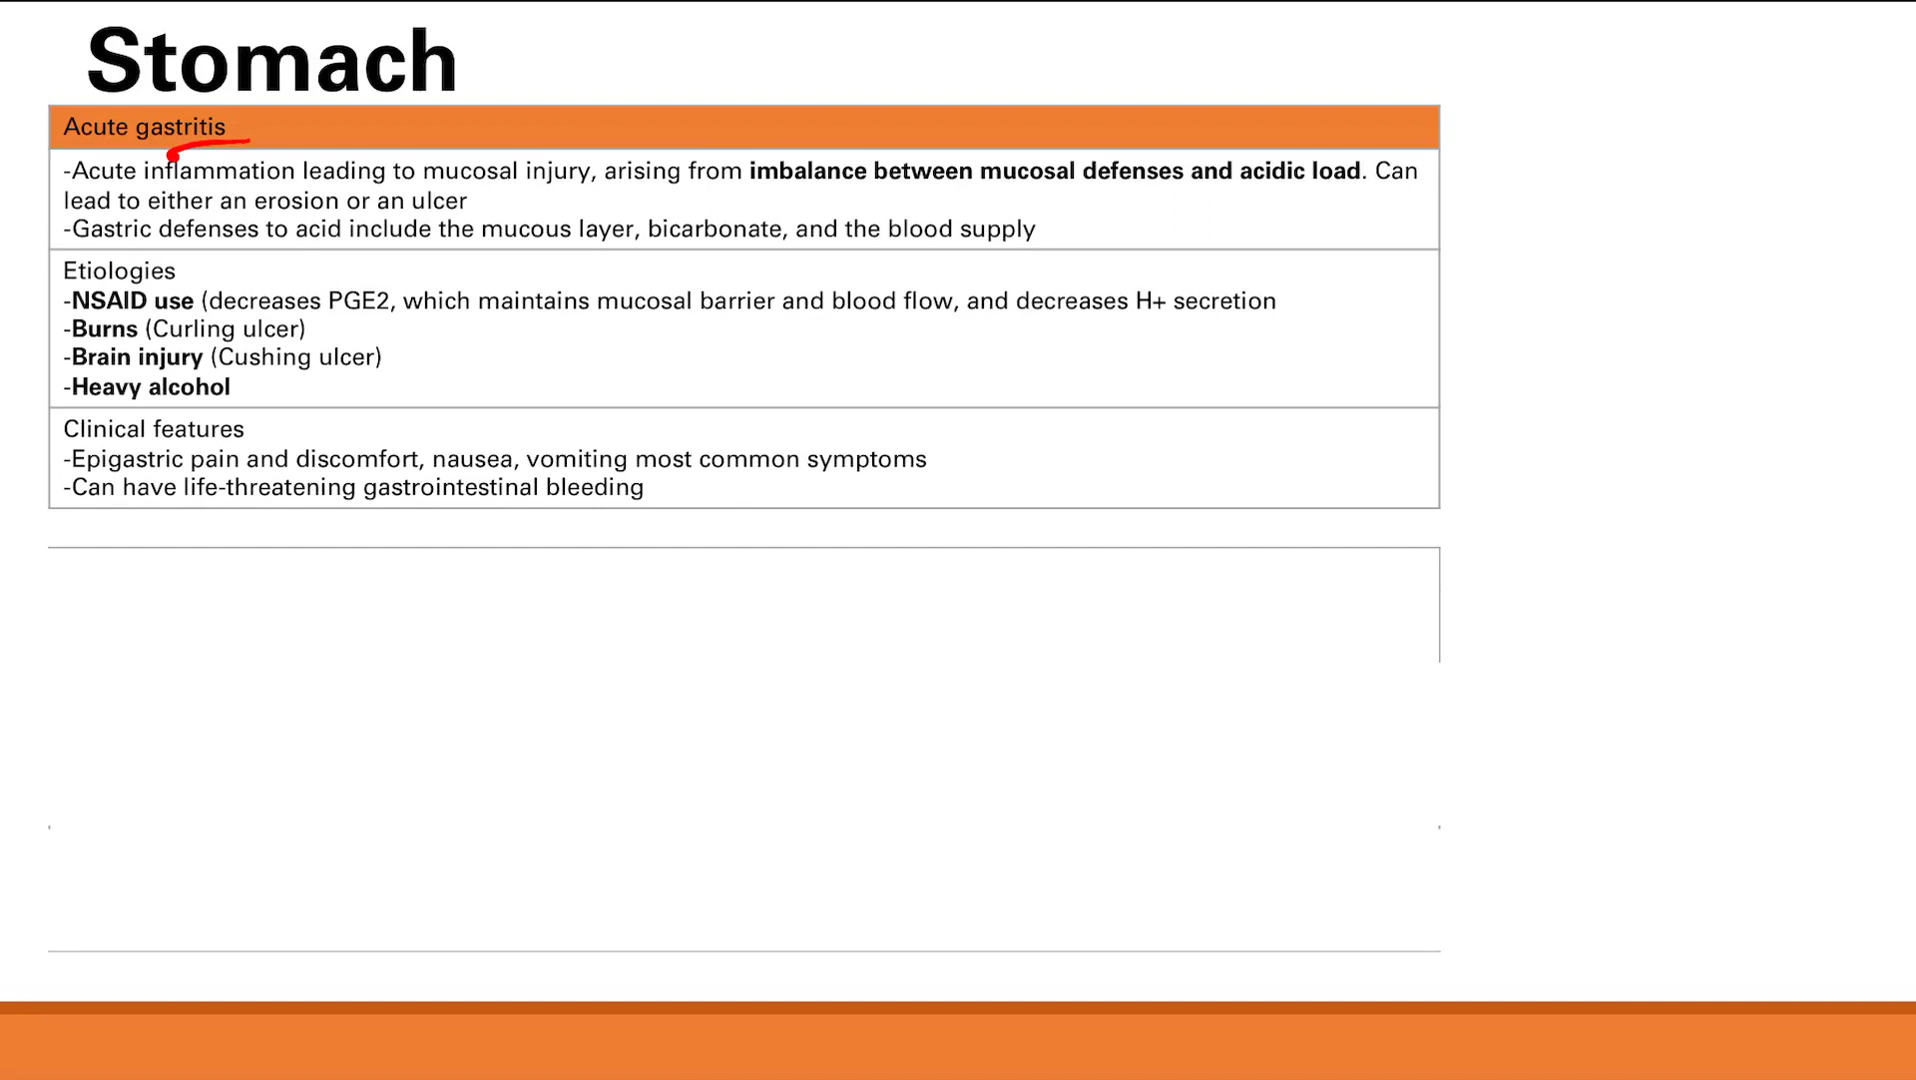 Stomach
Acute gastritis
-Acute inflammation leading to mucosal injury, arising from imbalance between mucosal defenses and acidic load. Can
lead to either an erosion or an ulcer
-Gastric defenses to acid include the mucous layer, bicarbonate, and the blood supply
Etiologies
-NSAID use (decreases PGE2, which maintains mucosal barrier and blood flow, and decreases H+ secretion
-Burns (Curling ulcer)
-Brain injury (Cushing ulcer)
-Heavy alcohol
Clinical features
-Epigastric pain and discomfort, nausea, vomiting most common symptoms
-Can have life-threatening gastrointestinal bleeding